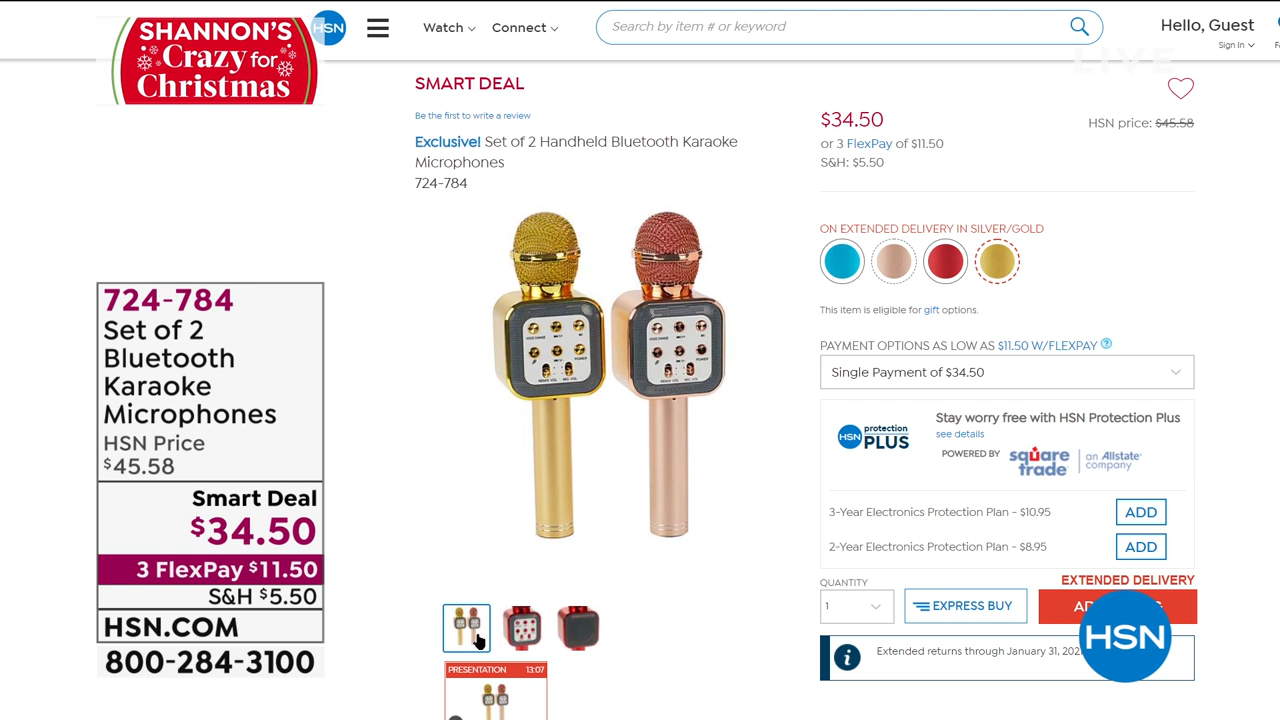 SHANNON'S
Crazy for
Christmas
HSN
Watch
Connect
Search by item # or keyword
Hello, Guest
Sign In
LIVE
SMART DEAL
Be the first to write a review
Exclusive! Set of 2 Handheld Bluetooth Karaoke
Microphones
724-784
$34.50
HSN price: $45.58
or 3 FlexPay of $11.50
S&H: $5.50
ON EXTENDED DELIVERY IN SILVER/GOLD
This item is eligible for gift options.
PAYMENT OPTIONS AS LOW AS $11.50 W/FLEXPAY ?
Single Payment of $34.50
HSN protection PLUS
Stay worry free with HSN Protection Plus
see details
POWERED BY square trade an Allstate company
3-Year Electronics Protection Plan - $10.95
ADD
2-Year Electronics Protection Plan - $8.95
ADD
QUANTITY
1
EXPRESS BUY
EXTENDED DELIVERY
HSN
Extended returns through January 31,
724-784
Set of 2
Bluetooth
Karaoke
Microphones
HSN Price
$45.58
Smart Deal
$34.50
3 FlexPay $11.50
S&H $5.50
HSN.COM
800-284-3100
PRESENTATION 13:07